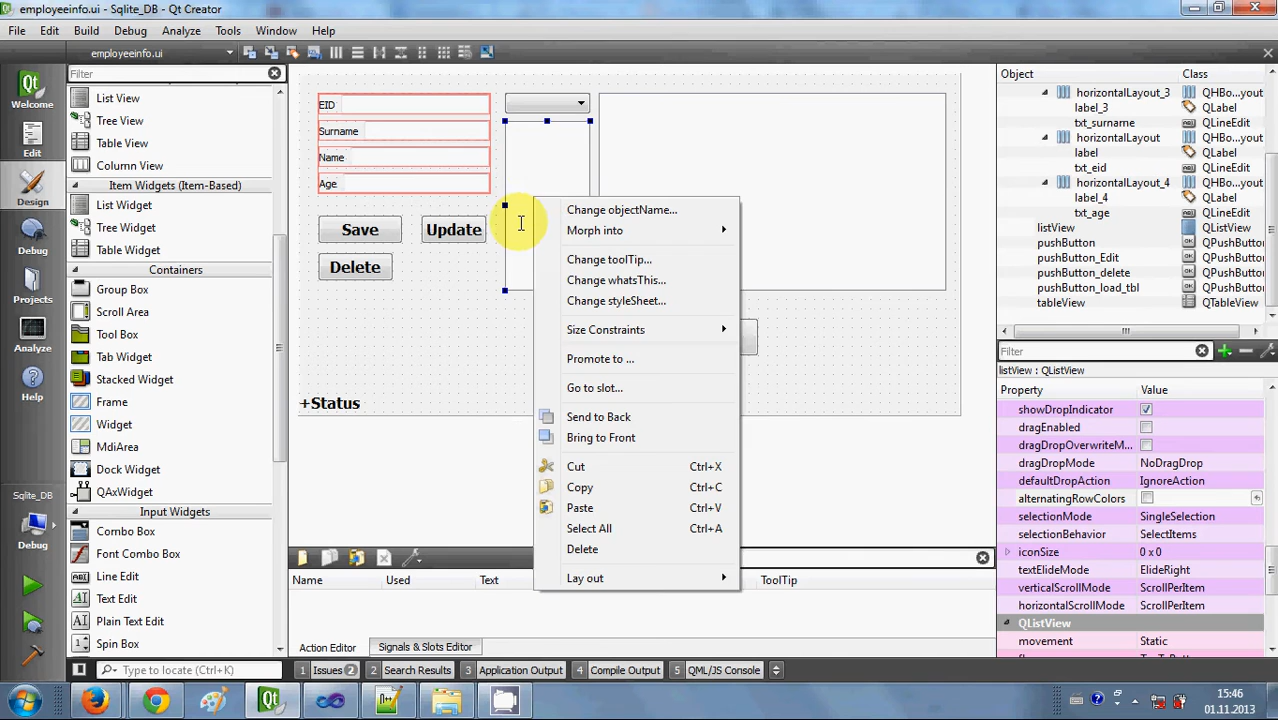 employeeinfo.ui - Sqlite_DB - Qt Creator
File Edit Build Debug Analyze Tools Window Help
employeeinfo.ui
Welcome
Edit
Design
Debug
Projects
Analyze
Help
Sqlite_DB
Debug
Filter
List View
Tree View
Table View
Column View
Item Widgets (Item-Based)
List Widget
Tree Widget
Table Widget
Containers
Group Box
Scroll Area
Tool Box
Tab Widget
Stacked Widget
Frame
Widget
MdiArea
Dock Widget
QAxWidget
Input Widgets
Combo Box
Font Combo Box
Line Edit
Text Edit
Plain Text Edit
Spin Box
EID
Surname
Name
Age
Save Update
Delete
+Status
Change objectName...
Morph into
Change toolTip...
Change whatsThis...
Change styleSheet...
Size Constraints
Promote to ...
Go to slot...
Send to Back
Bring to Front
Cut Ctrl+X
Copy Ctrl+C
Paste Ctrl+V
Select All Ctrl+A
Delete
Lay out
Name Used Text ToolTip
Action Editor Signals & Slots Editor
Object Class
horizontalLayout_3 QHBo...yout
label_3 QLabel
txt_surname QLineEdit
horizontalLayout QHBo...yout
label QLabel
txt_eid QLineEdit
horizontalLayout_4 QHBo...yout
label_4 QLabel
txt_age QLineEdit
listView QListView
pushButton QPushButton
pushButton_Edit QPushButton
pushButton_delete QPushButton
pushButton_load_tbl QPushButton
tableView QTableView
Filter
listView : QListView
Property Value
showDropIndicator
dragEnabled
dragDropOverwriteM...
dragDropMode NoDragDrop
defaultDropAction IgnoreAction
alternatingRowColors
selectionMode SingleSelection
selectionBehavior SelectItems
iconSize 0 x 0
textElideMode ElideRight
verticalScrollMode ScrollPerItem
horizontalScrollMode ScrollPerItem
QListView
movement Static
Type to locate (Ctrl+K) 1 Issues 2 2 Search Results 3 Application Output 4 Compile Output 5 QML/JS Console
15:46
01.11.2013